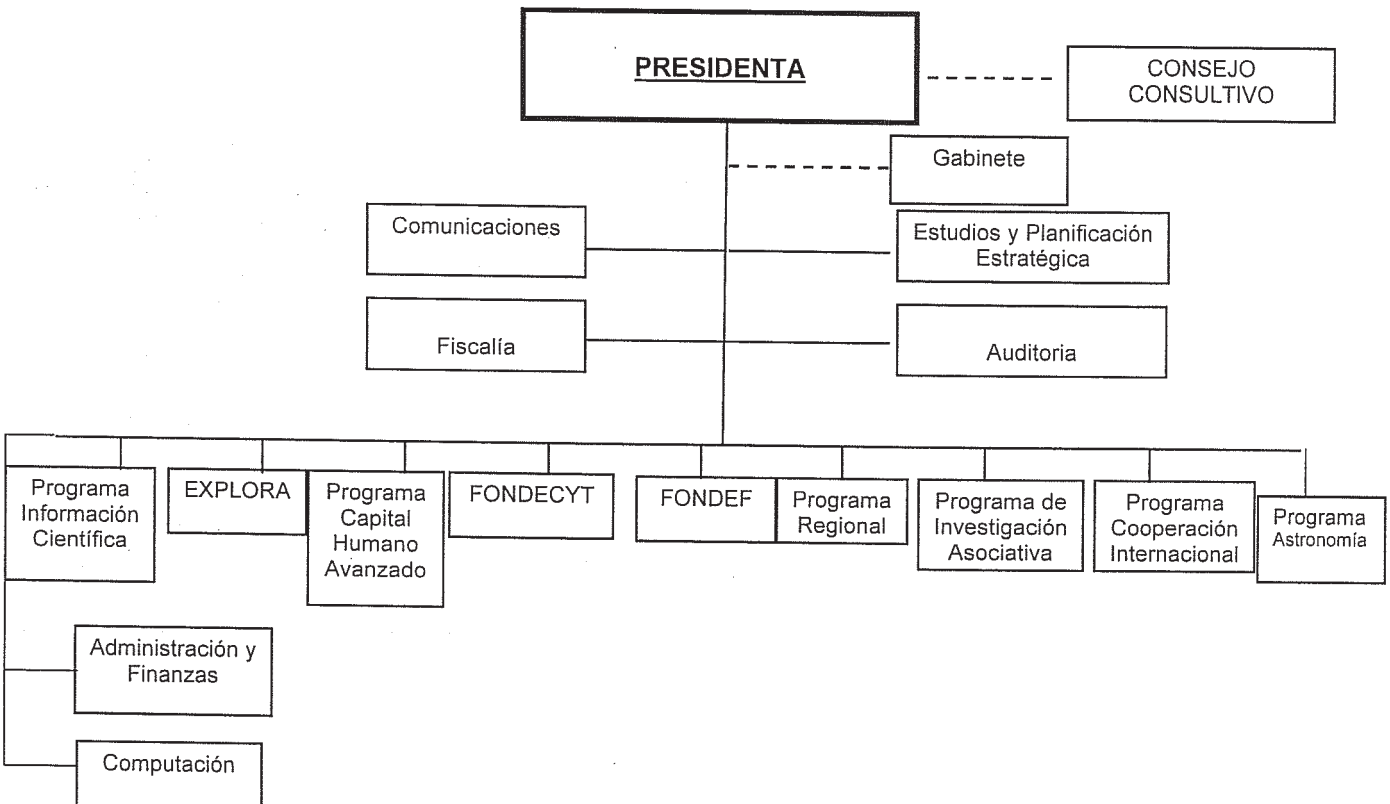 PRESIDENTA
CONSEJO
CONSULTIVO
Gabinete
Comunicaciones
Estudios y Planificación
Estratégica
Fiscalía
Auditoria
Programa
Información
Científica
EXPLORA
Programa
Capital
Humano
Avanzado
FONDECYT
FONDEF
Programa
Regional
Programa de
Investigación
Asociativa
Programa
Cooperación
Internacional
Programa
Astronomía
Administración y
Finanzas
Computación